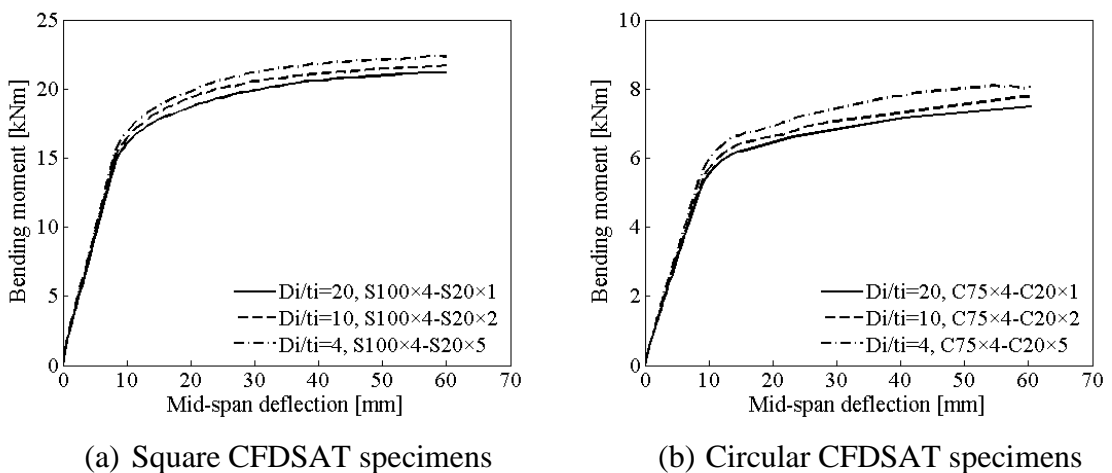 25
20
15
10
5
0
Bending moment [kNm]
Di/ti=20, S100×4-S20×1
Di/ti=10, S100×4-S20×2
Di/ti=4, S100×4-S20×5
0 10 20 30 40 50 60 70
Mid-span deflection [mm]
(a) Square CFDSAT specimens
10
8
6
4
2
0
Bending moment [kNm]
Di/ti=20, C75×4-C20×1
Di/ti=10, C75×4-C20×2
Di/ti=4, C75×4-C20×5
0 10 20 30 40 50 60 70
Mid-span deflection [mm]
(b) Circular CFDSAT specimens